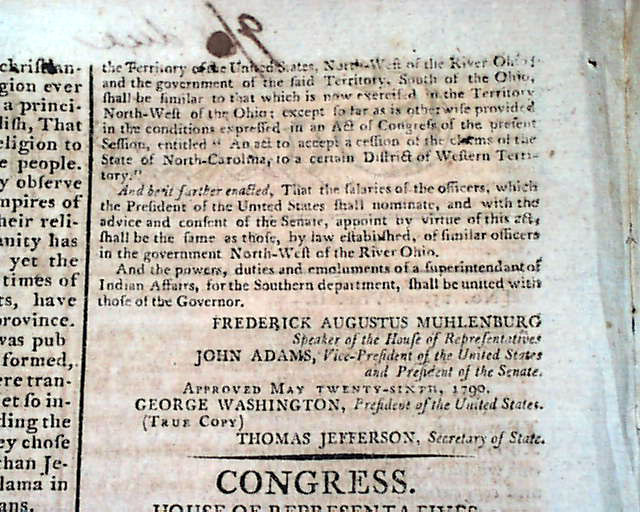 christian-
gion ever
a princi-
lish, That
eligion to
e people.
y observe
mpires of
heir reli-
anity has
yet the
times of
ts, have
province.
was pub
formed,
ere tran-
et so in-
ding the
ey chose
than Je-
lama in
ans.
the Territory of the United States, North-West of the River Ohio;
and the government of the said Territory, South of the Ohio,
shall be similar to that which is now exercised in the Territory
North-West of the Ohio; except so far as is otherwise provided
in the conditions expressed in an Act of Congress of the present
Session, entitled "An act to accept a cession of the claims of the
State of North-Carolina, to a certain District of Western Terri-
tory."
And be it further enacted, That the salaries of the officers, which
the President of the United States shall nominate, and with the
advice and consent of the Senate, appoint by virtue of this act,
shall be the same as those, by law established, of similar officers
in the government North-West of the River Ohio.
And the powers, duties and emoluments of a superintendant of
Indian Affairs, for the Southern department, shall be united with
those of the Governor.
FREDERICK AUGUSTUS MUHLENBURG
Speaker of the House of Representatives
JOHN ADAMS, Vice-President of the United States
and President of the Senate.
APPROVED MAY TWENTY-SIXTH, 1790.
GEORGE WASHINGTON, President of the United States.
(TRUE COPY)
THOMAS JEFFERSON, Secretary of State.
CONGRESS.
HOUSE OF REPRESENTATIVES